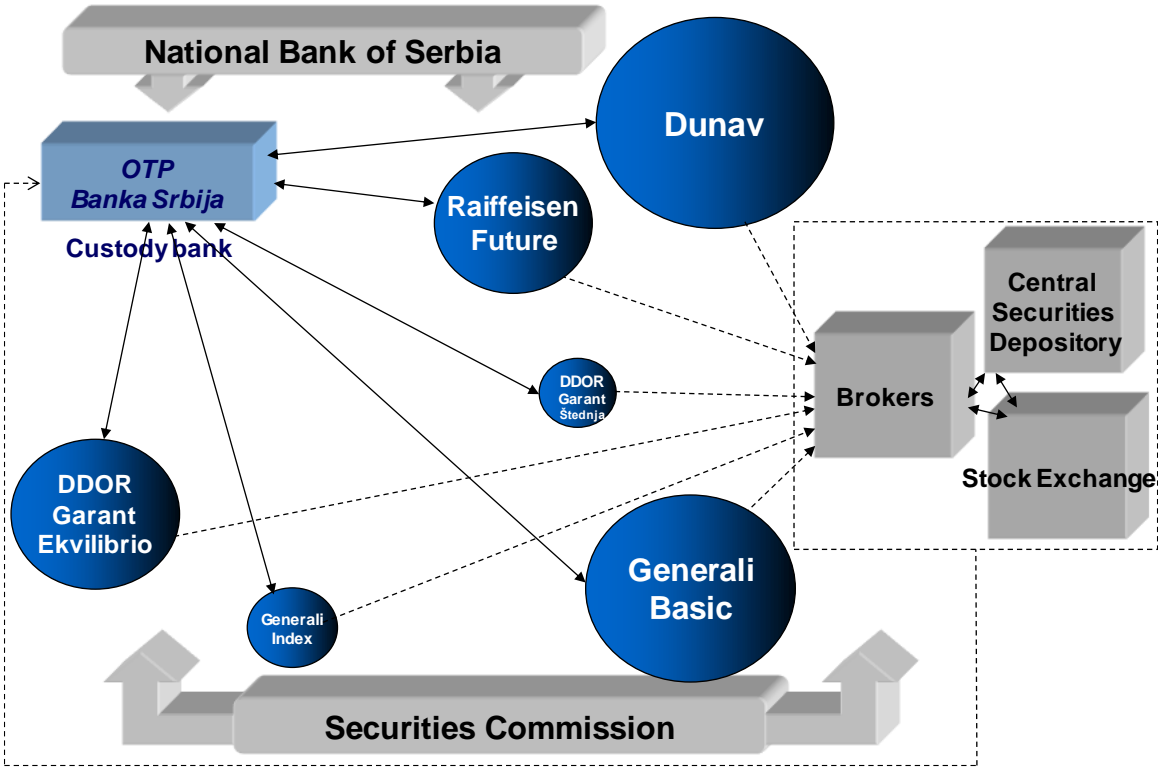 National Bank of Serbia
Dunav
OTP
Banka Srbija
Custody bank
Raiffeisen
Future
Central
Securities
Depository
Brokers
DDOR
Garant
Štednja
Stock Exchange
DDOR
Garant
Ekvilibrio
Generali
Basic
Generali
Index
Securities Commission